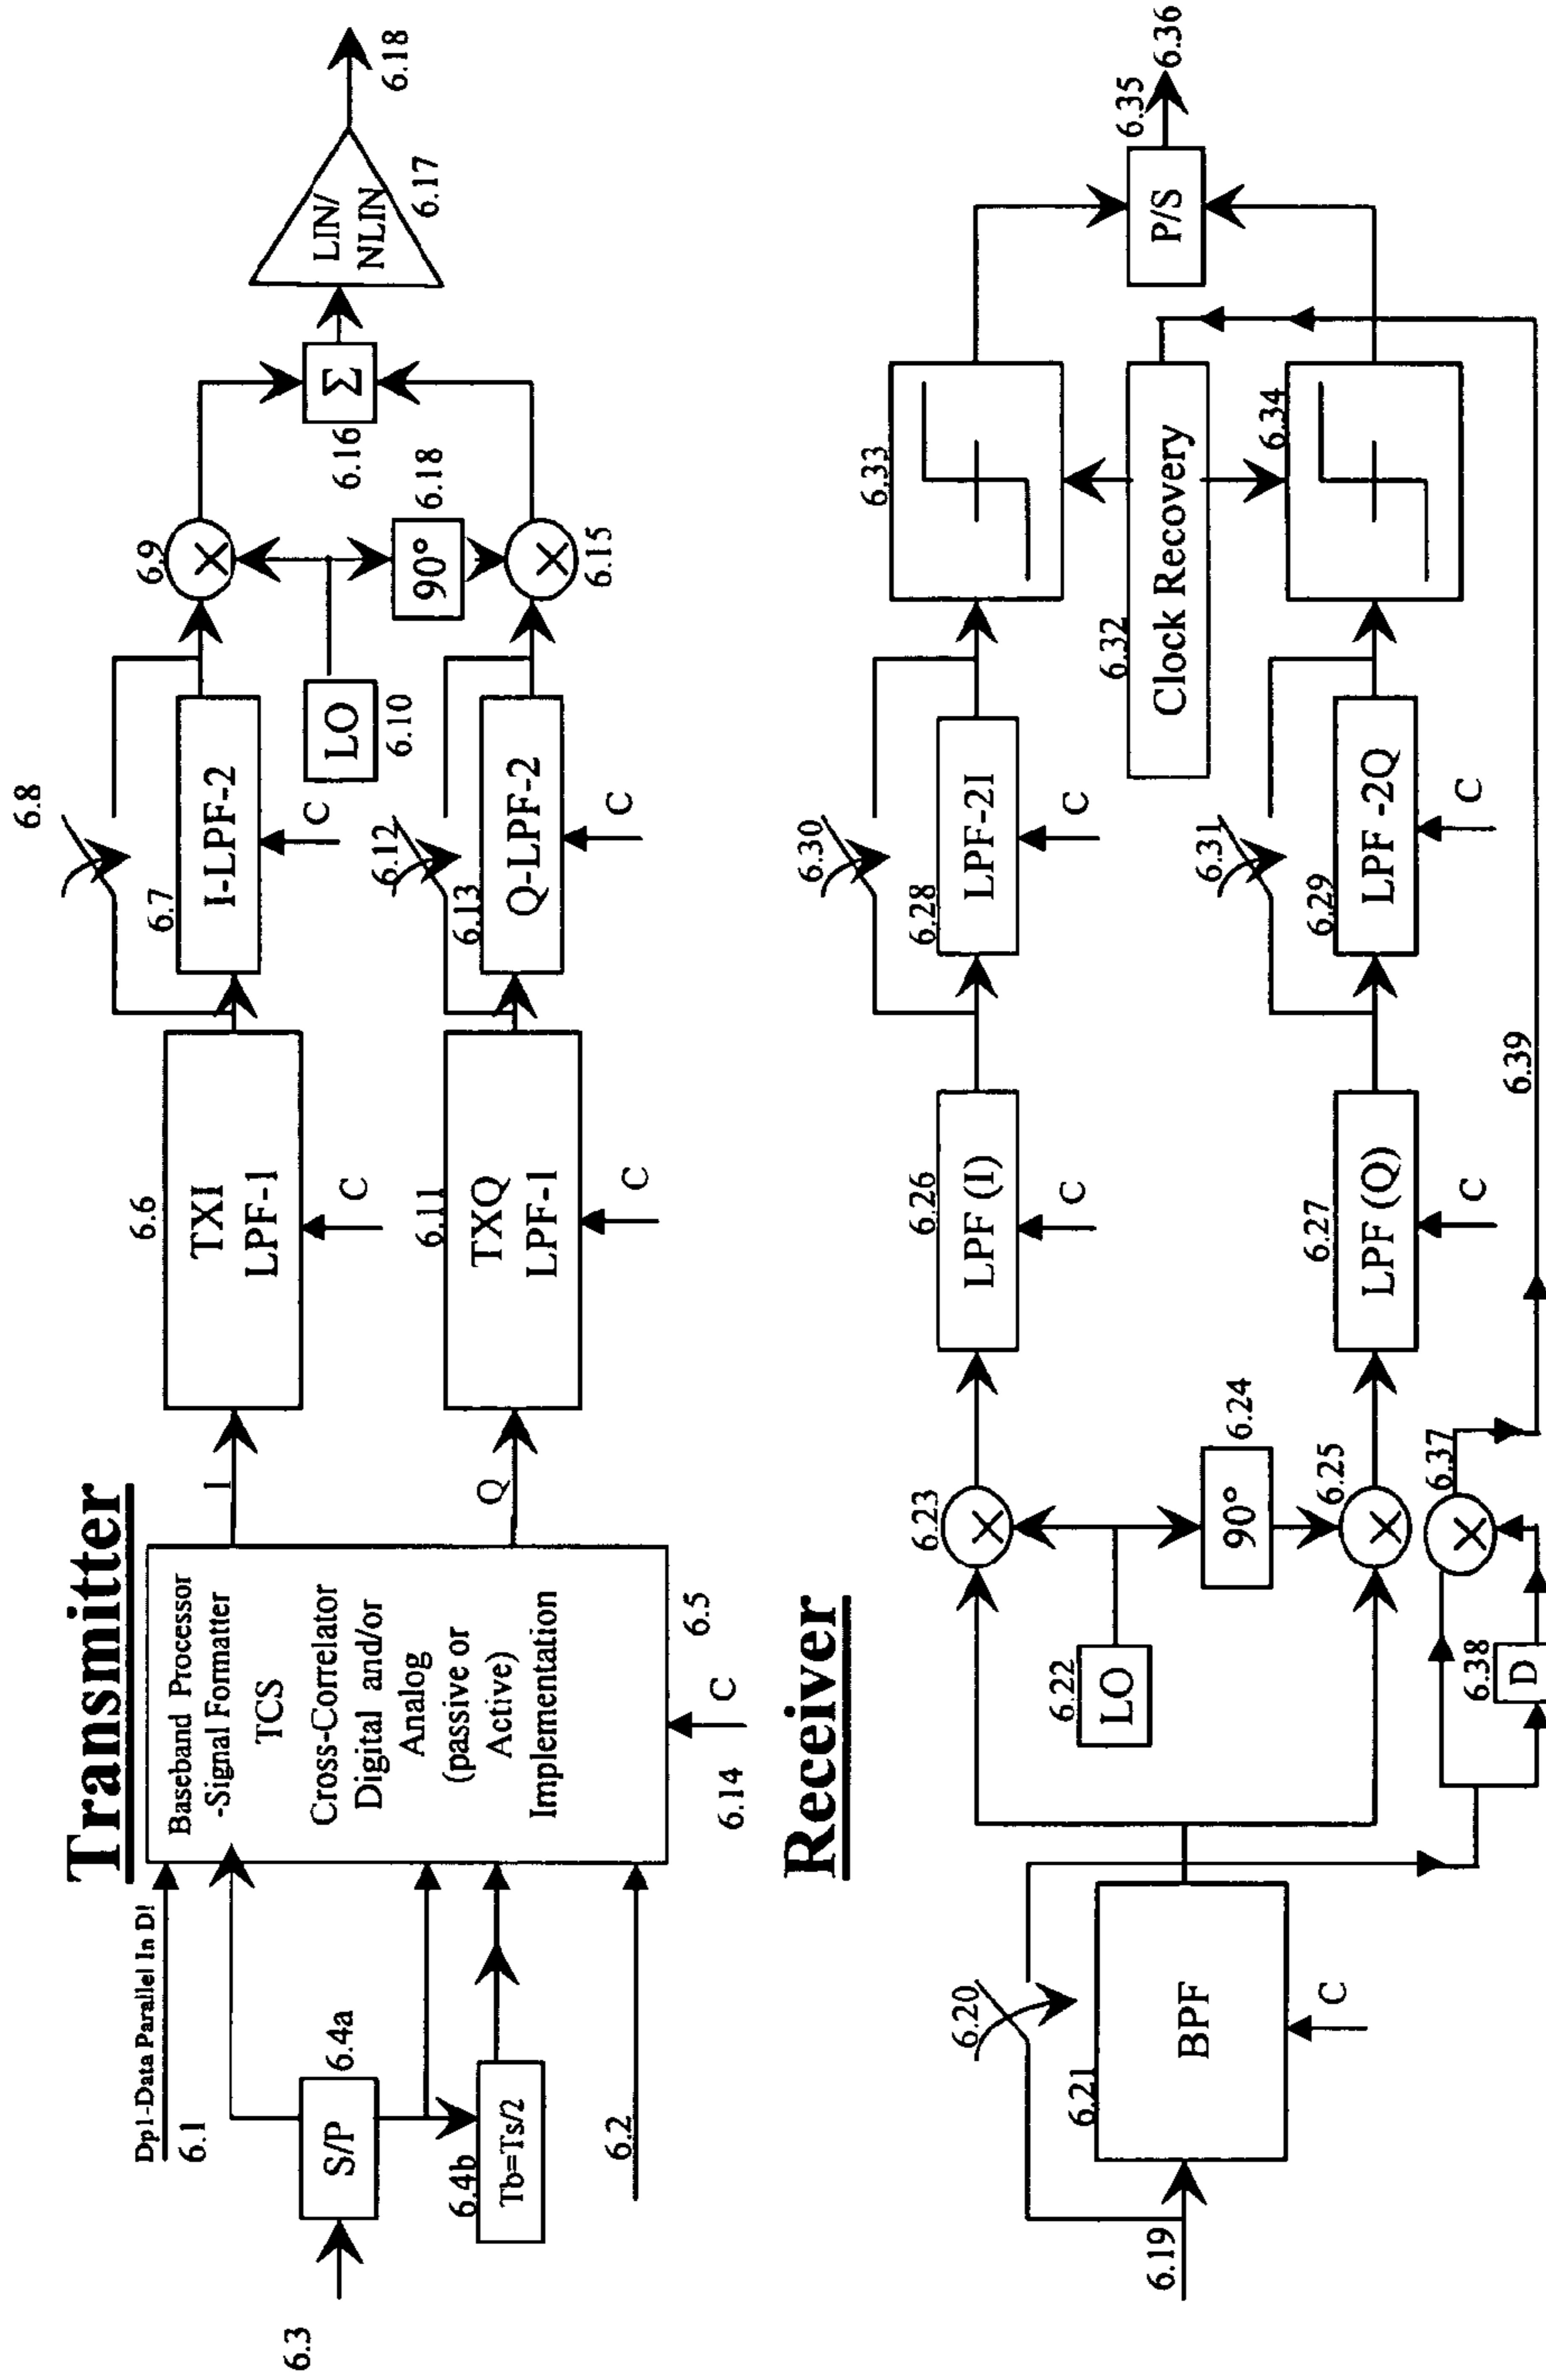 Transmitter
Dp1-Data Parallel In D!
6.1
6.3
S/P
6.4a
6.4b
Tb=Ts/2
6.2
Baseband Processor
-Signal Formatter
TCS
Cross-Correlator
Digital and/or
Analog
(passive or
Active)
Implementation
6.5
6.14
C
I
Q
6.6
TXI
LPF-1
C
6.11
TXQ
LPF-1
C
6.8
6.7
I-LPF-2
C
6.12
6.13
Q-LPF-2
C
LO
6.10
6.9
90°
6.18
6.15
Σ
6.16
LIN/
NLIN
6.17
6.18
Receiver
6.19
6.20
6.21
BPF
C
6.22
LO
6.23
90°
6.24
6.25
6.37
6.38
D
6.39
6.26
LPF (I)
C
6.27
LPF (Q)
C
6.30
6.28
LPF-2I
C
6.31
6.29
LPF -2Q
C
6.32
Clock Recovery
6.33
6.34
P/S
6.35
6.36